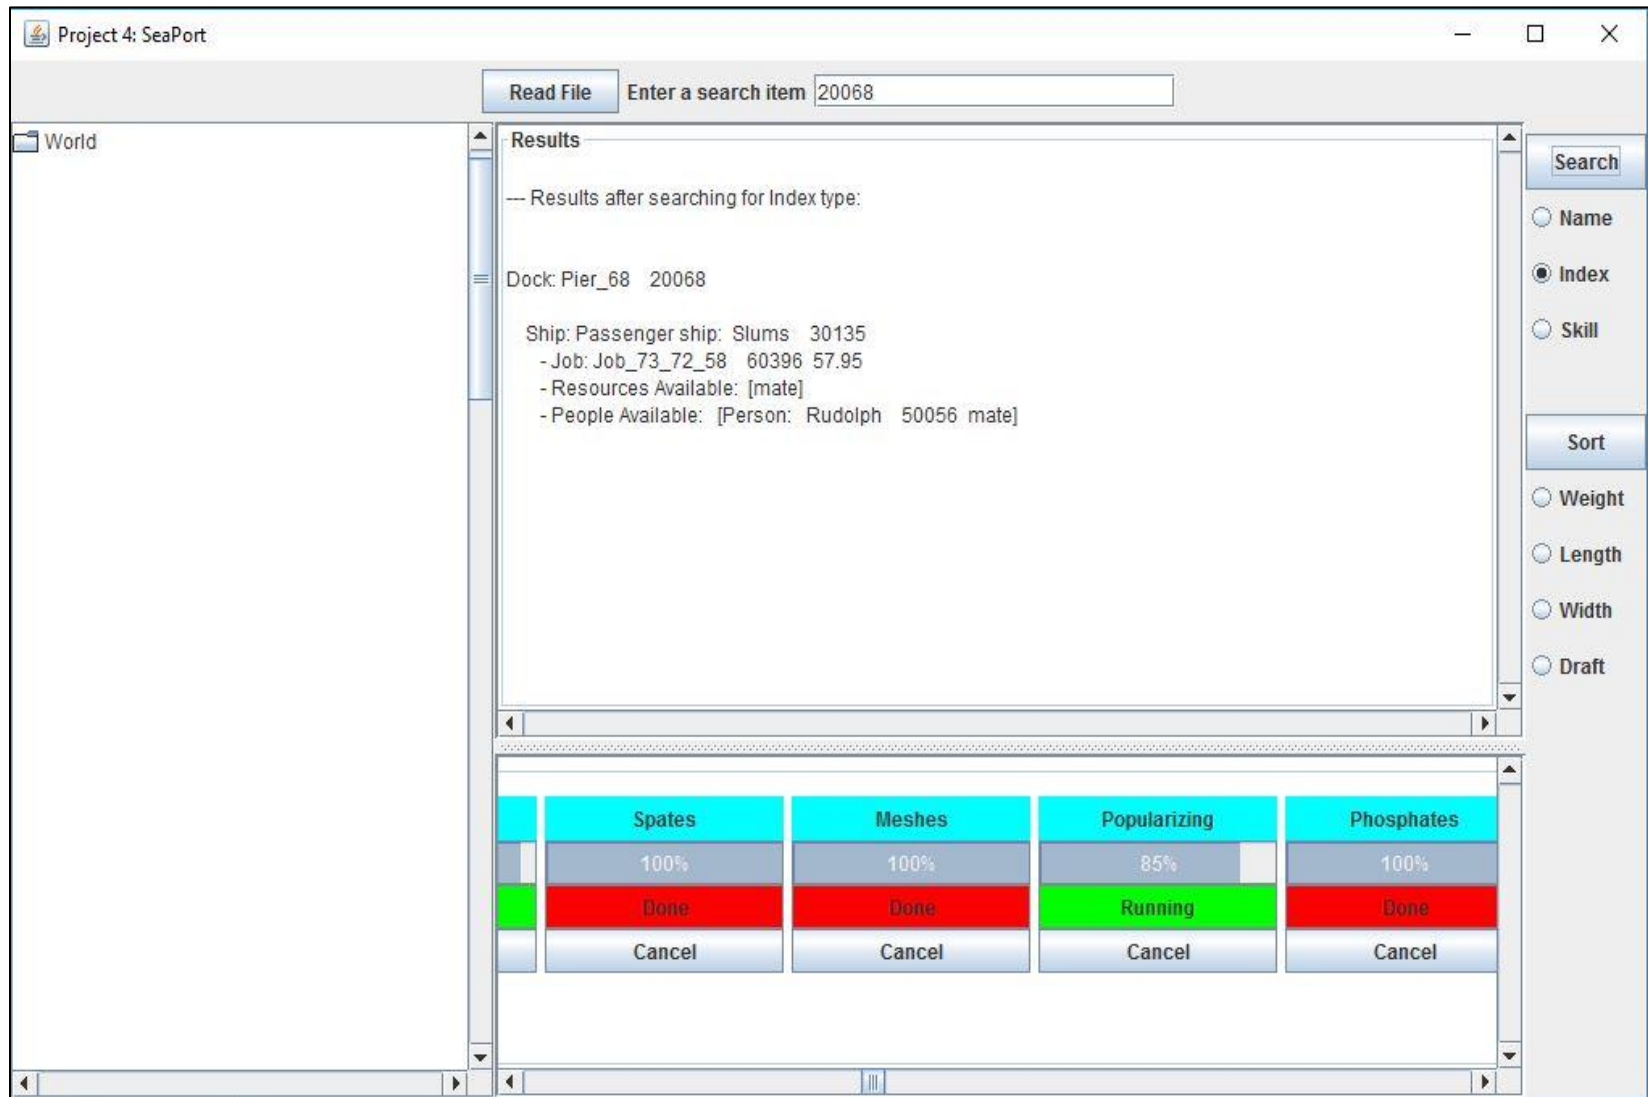 Project 4: SeaPort
Read File Enter a search item 20068
World
Results
--- Results after searching for Index type:
Dock: Pier_68 20068
Ship: Passenger ship: Slums 30135
- Job: Job_73_72_58 60396 57.95
- Resources Available: [mate]
- People Available: [Person: Rudolph 50056 mate]
Search
Name
Index
Skill
Sort
Weight
Length
Width
Draft
Spates Meshes Popularizing Phosphates
100% 100% 85% 100%
Done Done Running Done
Cancel Cancel Cancel Cancel